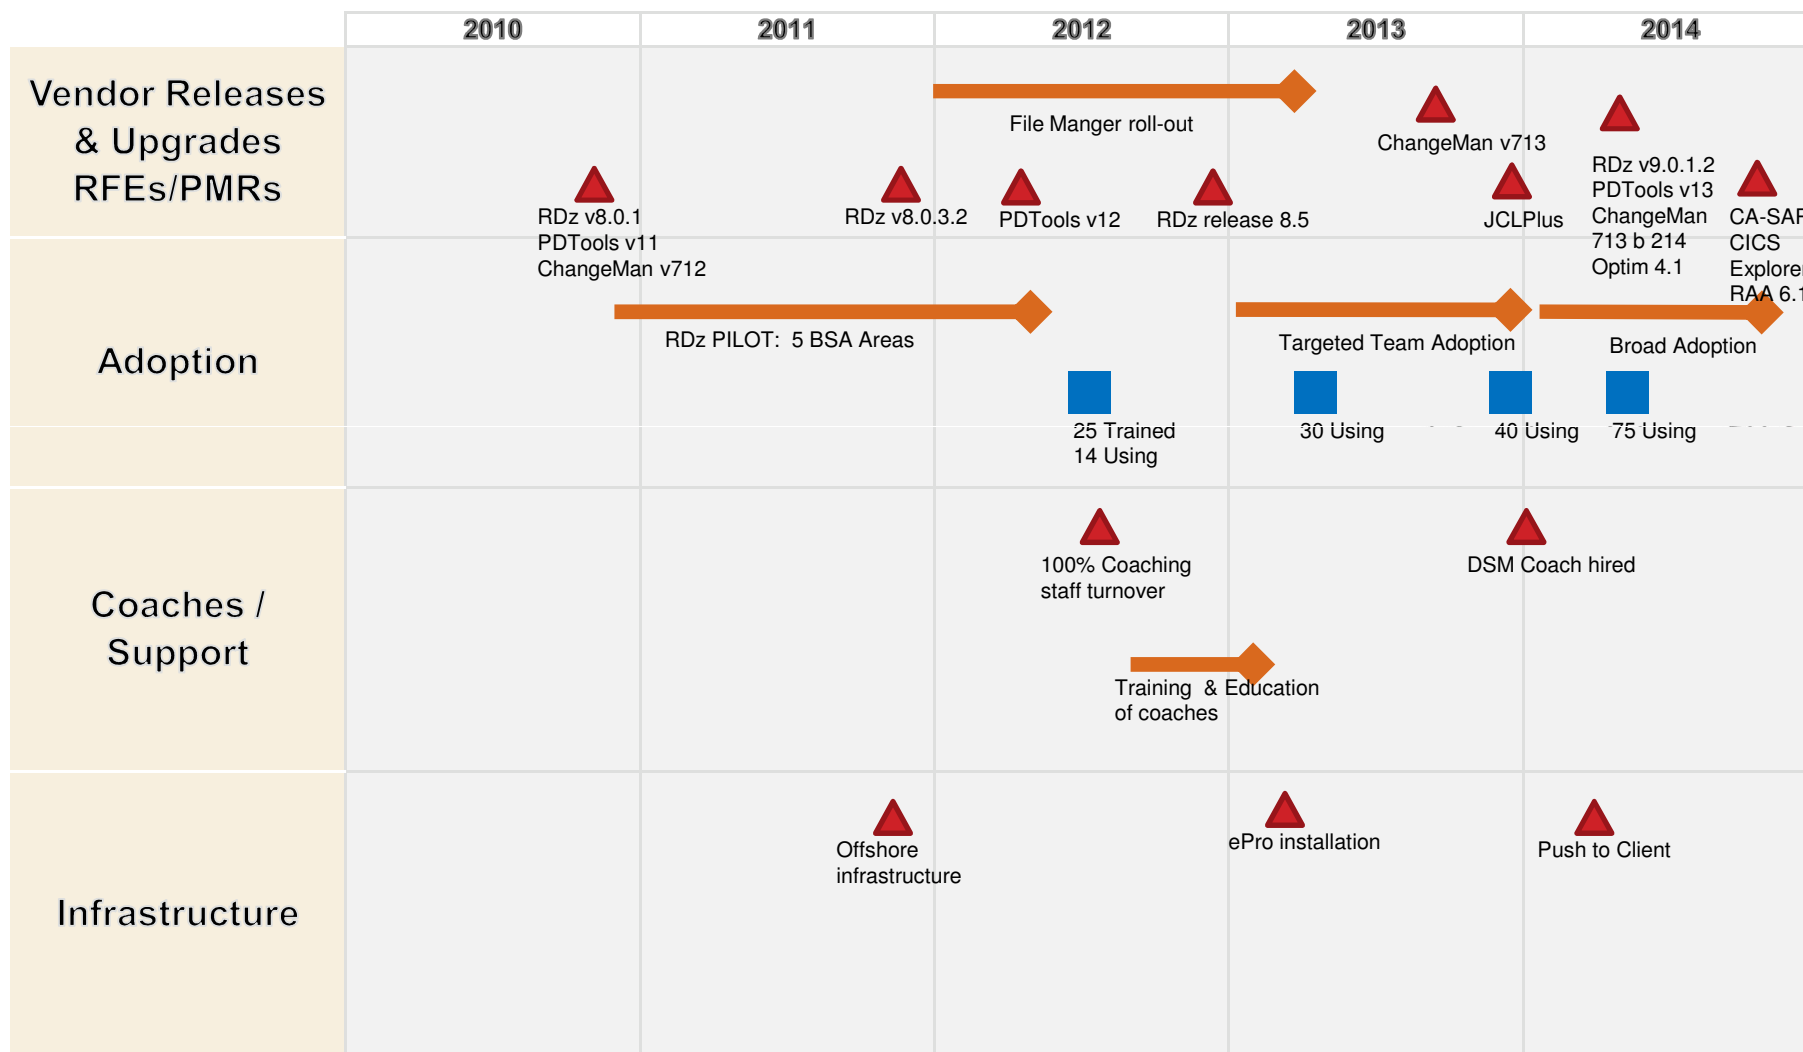 2010 2011 2012 2013 2014
Vendor Releases
& Upgrades
RFEs/PMRs
File Manger roll-out
ChangeMan v713
RDz v8.0.1
PDTools v11
ChangeMan v712
RDz v8.0.3.2
PDTools v12
RDz release 8.5
JCLPlus
RDz v9.0.1.2
PDTools v13
ChangeMan
713 b 214
Optim 4.1
CICS
RAA 6.1
Adoption
RDz PILOT:  5 BSA Areas
Targeted Team Adoption
Broad Adoption
25 Trained
14 Using
30 Using
40 Using
75 Using
Coaches /
Support
100% Coaching
staff turnover
DSM Coach hired
Training  & Education
of coaches
Infrastructure
Offshore
infrastructure
ePro installation
Push to Client